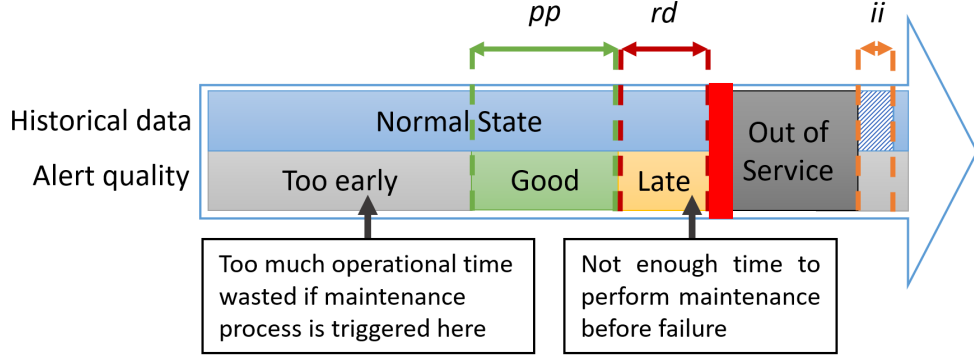 pp
rd
ii
Historical data
Normal State
Out of
Service
Alert quality
Too early
Good
Late
Too much operational time
wasted if maintenance
process is triggered here
Not enough time to
perform maintenance
before failure